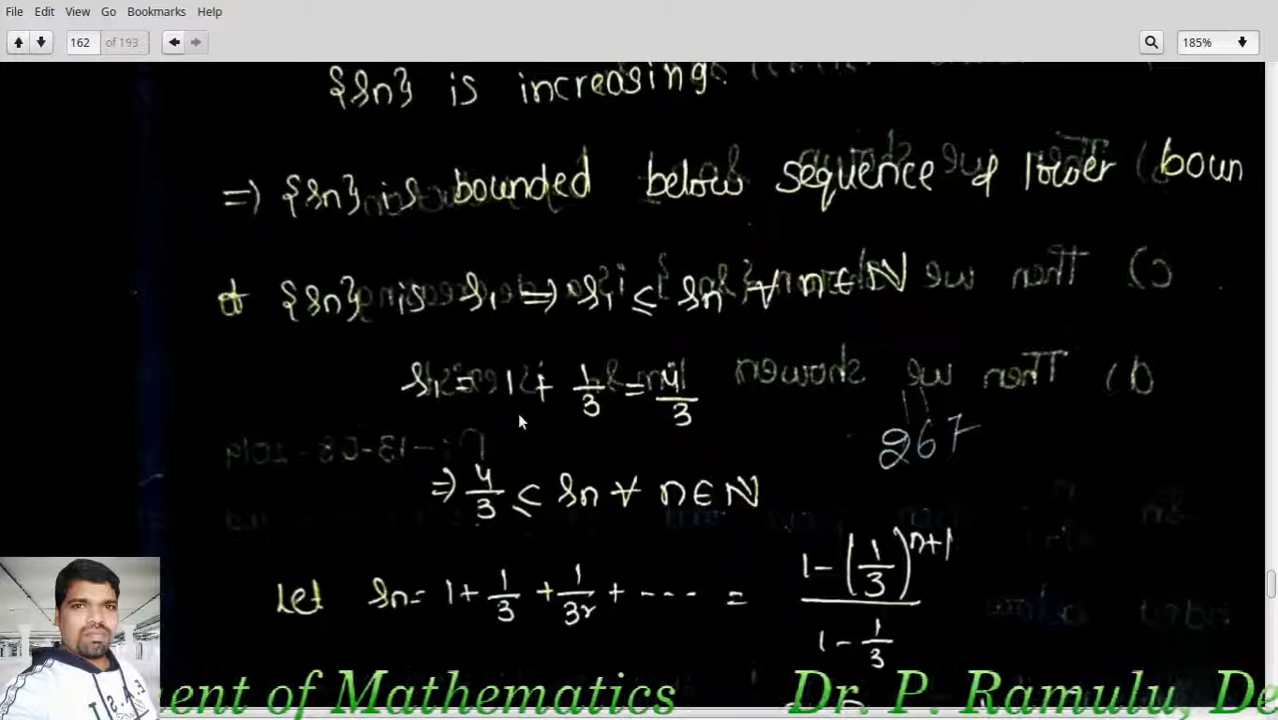 File Edit View Go Bookmarks Help
162 of 193 185%
{Sn} is increasing.
=> {Sn} is bounded below sequence & lower boun
of {Sn} is S₁ => S₁ ≤ Sn ∀ n ∈ N
S₁ = 1 + 1/3 = 4/3
267
=> 4/3 ≤ Sn ∀ n ∈ N
Let Sn = 1 + 1/3 + 1/3² + ---- = (1 - (1/3)ⁿ⁺¹) / (1 - 1/3)
ent of Mathematics Dr. P. Ramulu, De